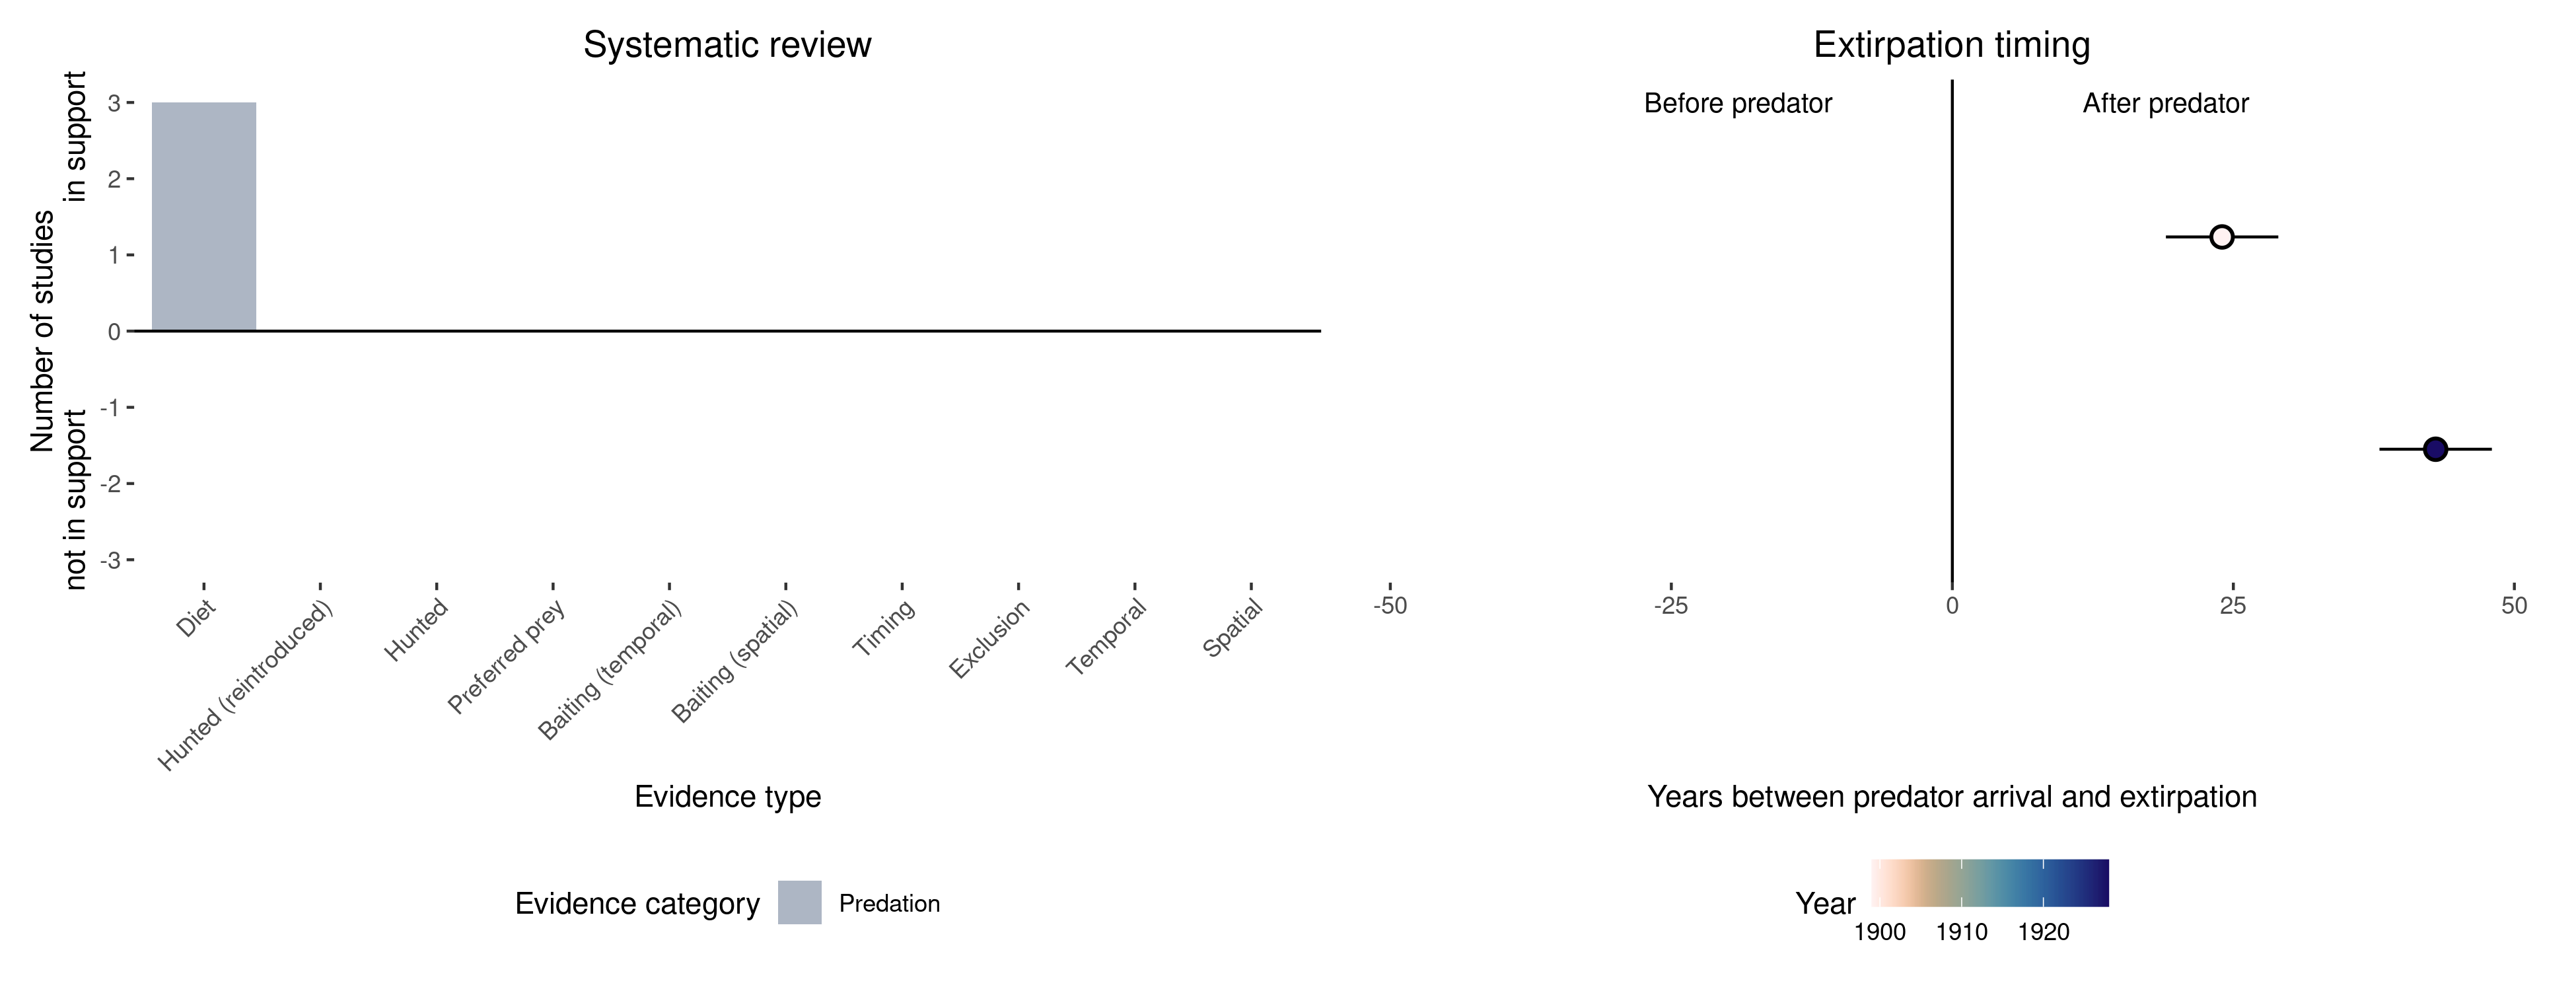 Systematic review
Number of studies
not in support in support
3
2
1
0
-1
-2
-3
Diet
Hunted (reintroduced)
Hunted
Preferred prey
Baiting (temporal)
Baiting (spatial)
Timing
Exclusion
Temporal
Spatial
Evidence type
Evidence category Predation
Extirpation timing
Before predator After predator
-50 -25 0 25 50
Years between predator arrival and extirpation
Year
1900 1910 1920